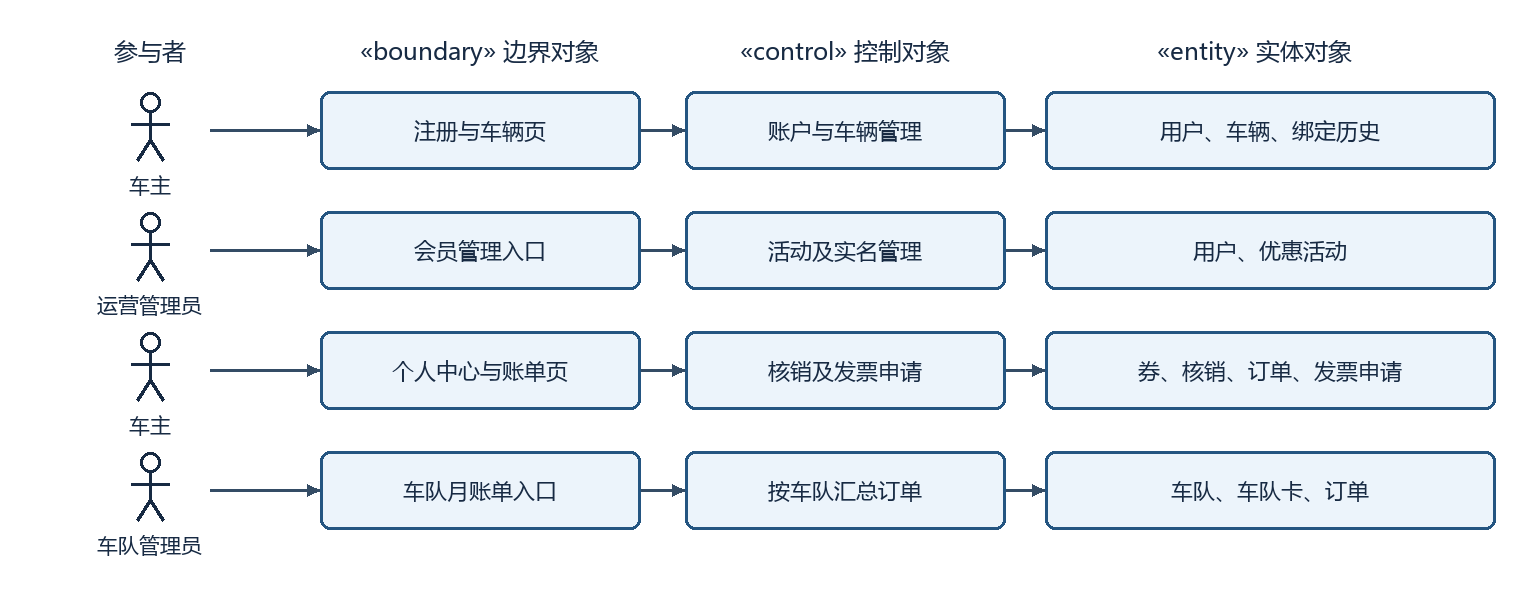 参与者 «boundary» 边界对象 «control» 控制对象 «entity» 实体对象
注册与车辆页 账户与车辆管理 用户、车辆、绑定历史
车主
会员管理入口 活动及实名管理 用户、优惠活动
运营管理员
个人中心与账单页 核销及发票申请 券、核销、订单、发票申请
车主
车队月账单入口 按车队汇总订单 车队、车队卡、订单
车队管理员